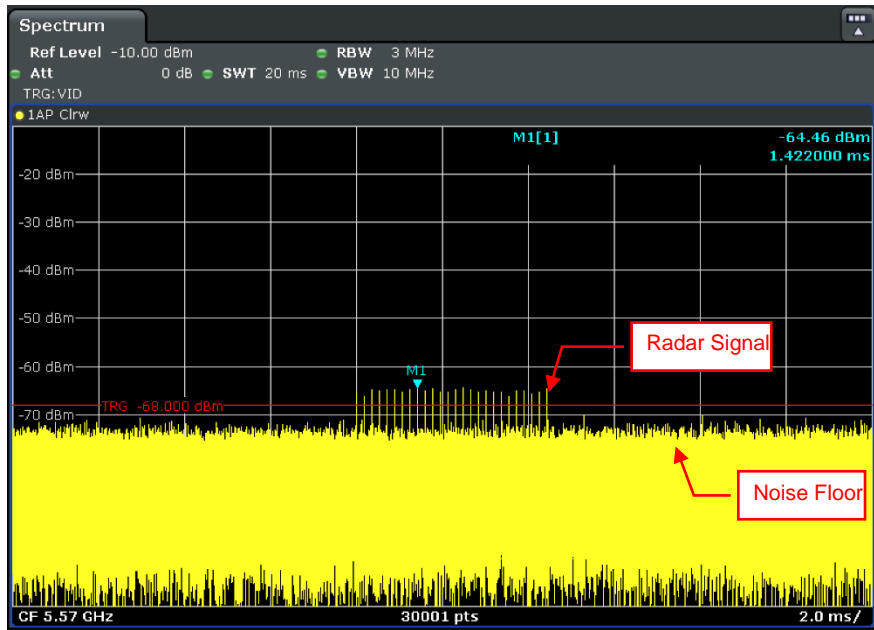 Spectrum
Ref Level -10.00 dBm RBW 3 MHz
Att 0 dB SWT 20 ms VBW 10 MHz
TRG:VID
1AP Clrw
M1[1] -64.46 dBm
1.422000 ms
-20 dBm
-30 dBm
-40 dBm
-50 dBm
Radar Signal
-60 dBm
M1
TRG -68.000 dBm
-70 dBm
Noise Floor
CF 5.57 GHz 30001 pts 2.0 ms/